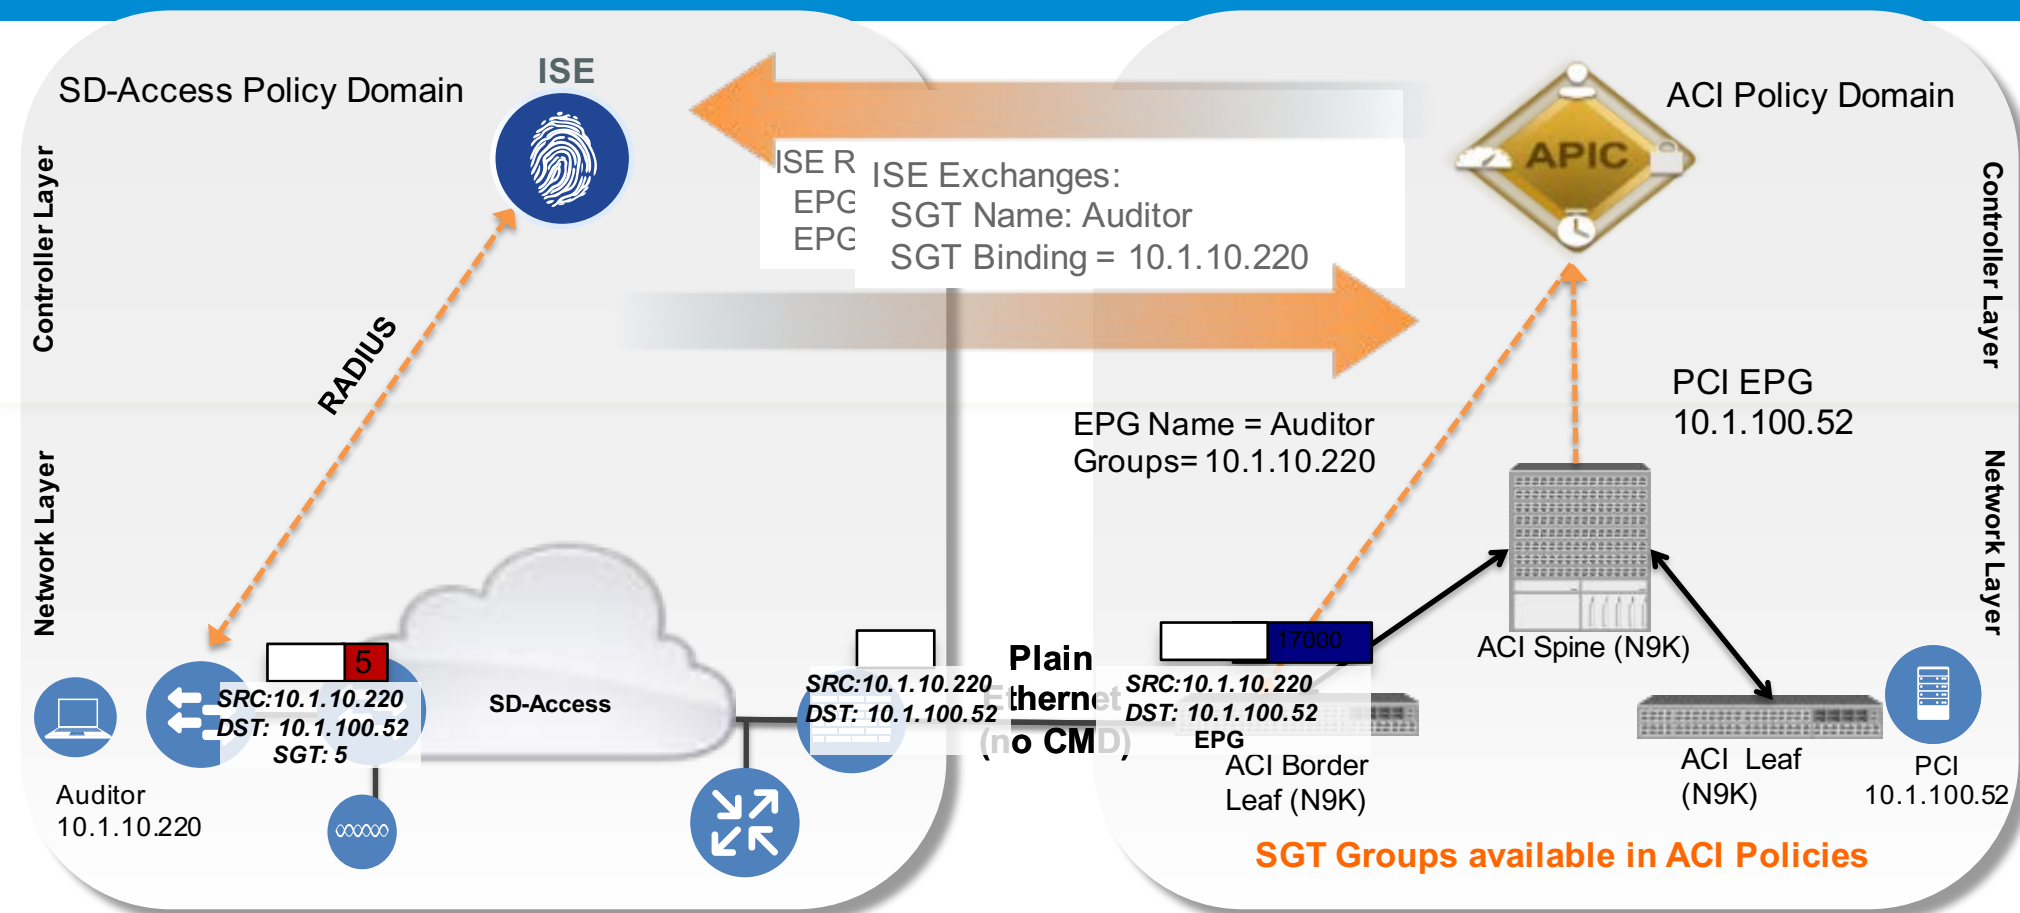 SD-Access Policy Domain
ISE
ACI Policy Domain
APIC
Controller Layer
Controller Layer
ISE R
EPG
EPG
ISE Exchanges:
SGT Name: Auditor
SGT Binding = 10.1.10.220
RADIUS
PCI EPG
10.1.100.52
EPG Name = Auditor
Groups= 10.1.10.220
Network Layer
Network Layer
5
SRC:10.1.10.220
DST: 10.1.100.52
SGT: 5
SD-Access
SRC:10.1.10.220
DST: 10.1.100.52
Plain
Ethernet
(no CMD)
17000
SRC:10.1.10.220
DST: 10.1.100.52
EPG
ACI Border
Leaf (N9K)
ACI Spine (N9K)
ACI Leaf
(N9K)
PCI
10.1.100.52
Auditor
10.1.10.220
SGT Groups available in ACI Policies